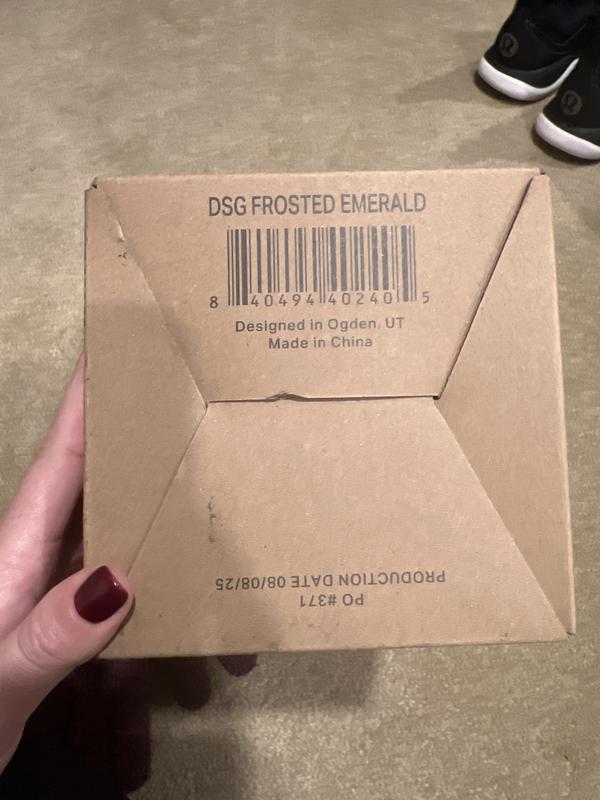 DSG FROSTED EMERALD
8 40494 40240 5
Designed in Ogden, UT
Made in China
PO #371
PRODUCTION DATE 08/08/25